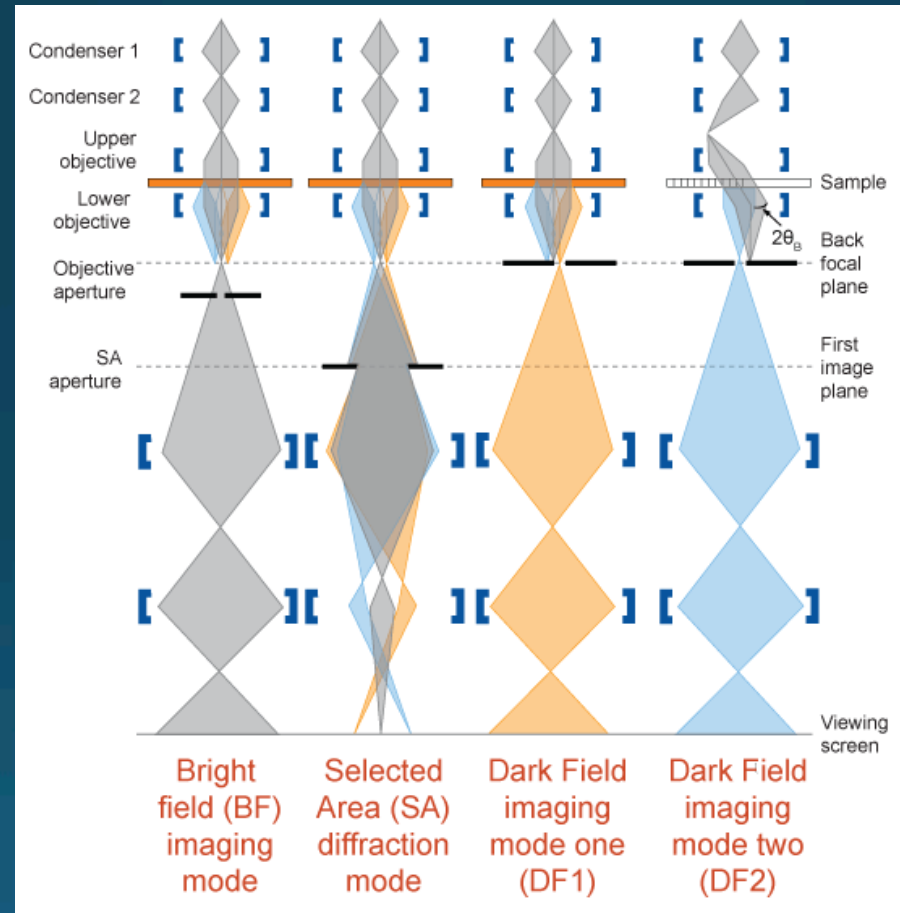 Condenser 1
Condenser 2
Upper
objective
Sample
Lower
objective
2θB
Back
focal
plane
Objective
aperture
First
image
plane
SA
aperture
Viewing
screen
Bright
field (BF)
imaging
mode
Selected
Area (SA)
diffraction
mode
Dark Field
imaging
mode one
(DF1)
Dark Field
imaging
mode two
(DF2)